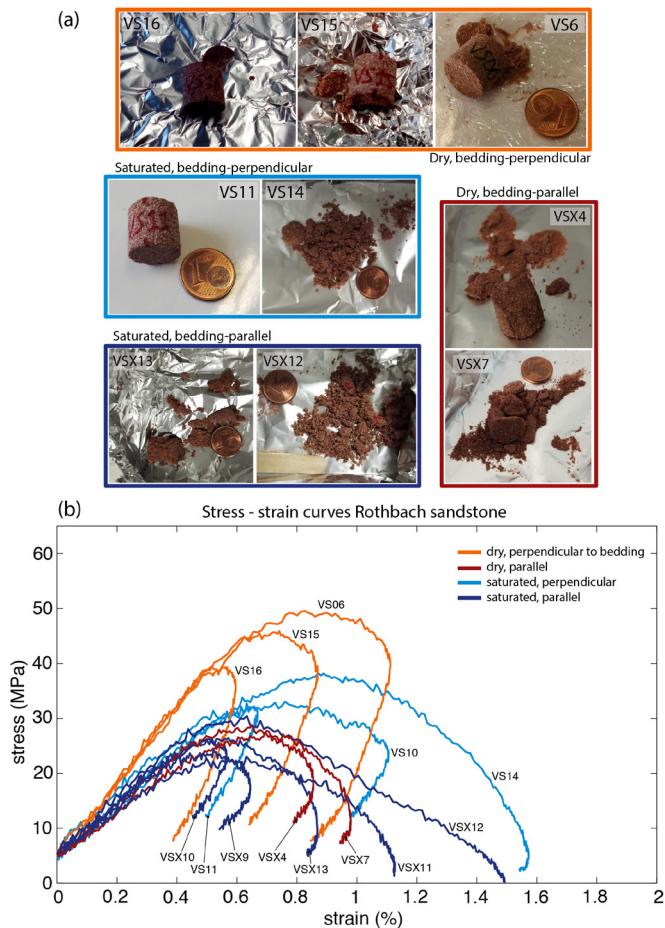 (a)
VS16
VS15
VS6
VS06
Saturated, bedding-perpendicular
Dry, bedding-perpendicular
VS11
VS14
Dry, bedding-parallel
VSX4
Saturated, bedding-parallel
VSX13
VSX12
VSX7
(b)
Stress - strain curves Rothbach sandstone
60
50
40
30
20
10
0
stress (MPa)
dry, perpendicular to bedding
dry, parallel
saturated, perpendicular
saturated, parallel
VS06
VS15
VS16
VS10
VS14
VSX12
VSX10
VS11
VSX9
VSX4
VSX13
VSX7
VSX11
0
0.2
0.4
0.6
0.8
1
1.2
1.4
1.6
1.8
2
strain (%)